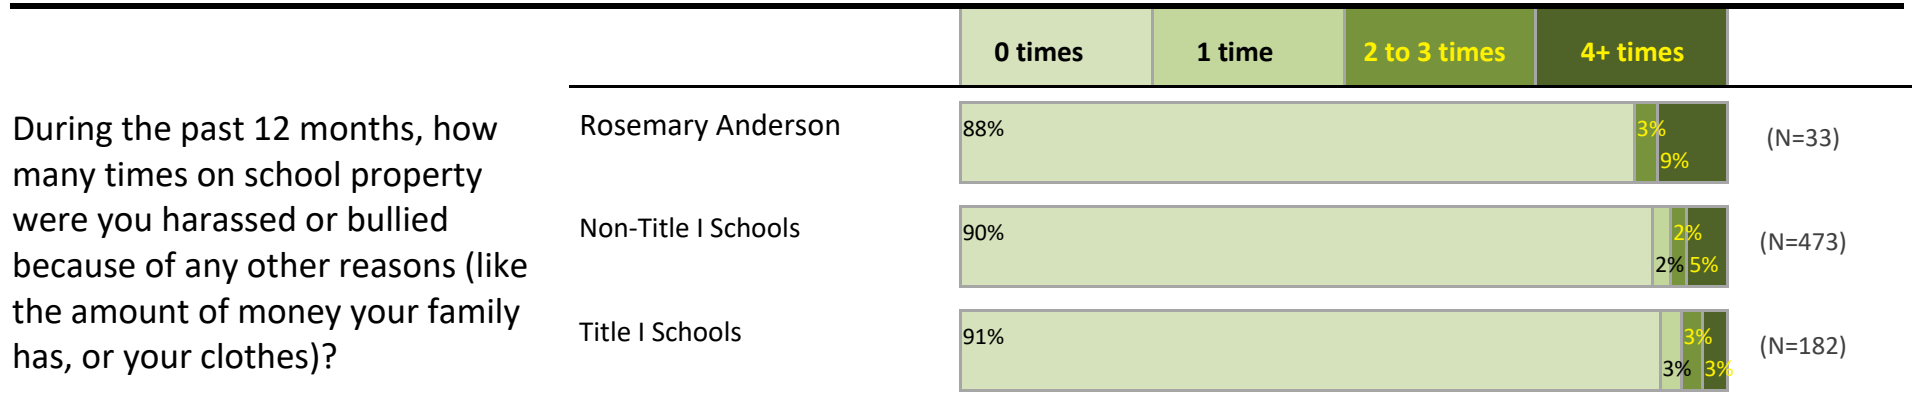 0 times 1 time 2 to 3 times 4+ times
During the past 12 months, how
many times on school property
were you harassed or bullied
because of any other reasons (like
the amount of money your family
has, or your clothes)?
Rosemary Anderson
88% 3%
9%
(N=33)
Non-Title I Schools
90% 2%
2% 5%
(N=473)
Title I Schools
91% 3%
3% 3%
(N=182)